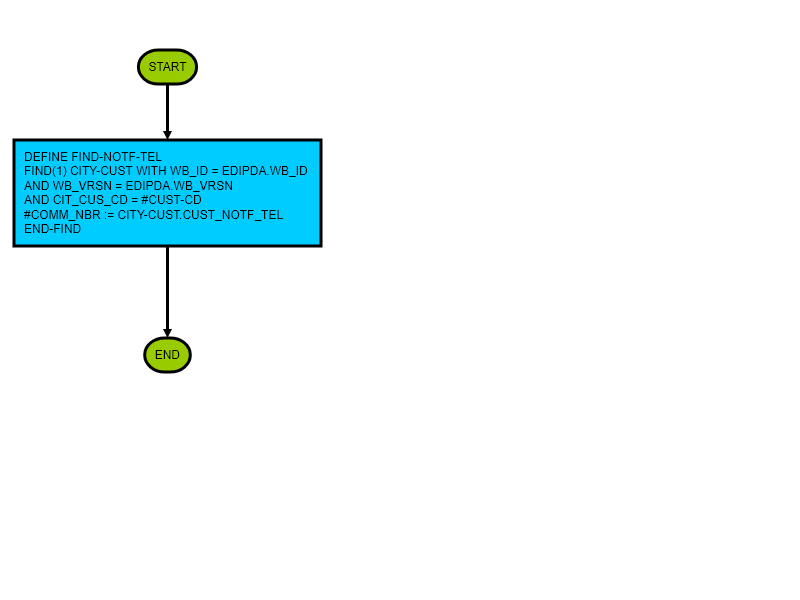 START
DEFINE FIND-NOTF-TEL
FIND(1) CITY-CUST WITH WB_ID = EDIPDA.WB_ID
AND WB_VRSN = EDIPDA.WB_VRSN
AND CIT_CUS_CD = #CUST-CD
#COMM_NBR := CITY-CUST.CUST_NOTF_TEL
END-FIND
END